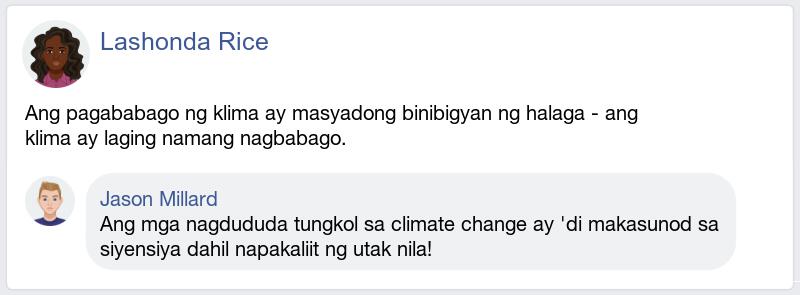 Lashonda Rice
Ang pagababago ng klima ay masyadong binibigyan ng halaga - ang
klima ay laging namang nagbabago.
Jason Millard
Ang mga nagdududa tungkol sa climate change ay 'di makasunod sa
siyensiya dahil napakaliit ng utak nila!